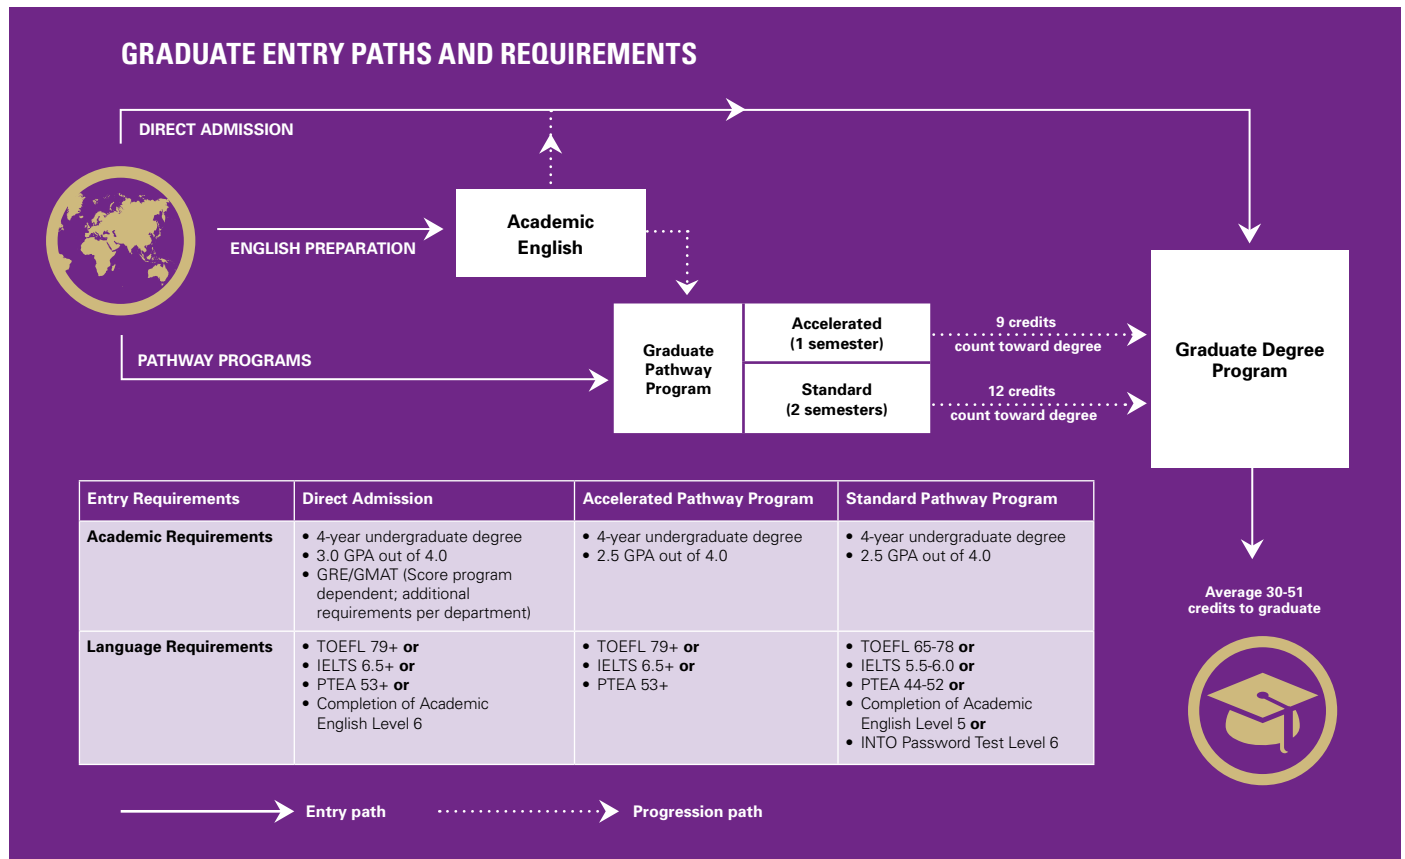 GRADUATE ENTRY PATHS AND REQUIREMENTS
DIRECT ADMISSION
ENGLISH PREPARATION
Academic
English
PATHWAY PROGRAMS
Graduate
Pathway
Program
Accelerated
(1 semester)
Standard
(2 semesters)
9 credits
count toward degree
12 credits
count toward degree
Graduate Degree
Program
Average 30-51
credits to graduate
Entry Requirements
Direct Admission
Accelerated Pathway Program
Standard Pathway Program
Academic Requirements
• 4-year undergraduate degree
• 3.0 GPA out of 4.0
• GRE/GMAT (Score program
dependent; additional
requirements per department)
• 4-year undergraduate degree
• 2.5 GPA out of 4.0
• 4-year undergraduate degree
• 2.5 GPA out of 4.0
Language Requirements
• TOEFL 79+ or
• IELTS 6.5+ or
• PTEA 53+ or
• Completion of Academic
English Level 6
• TOEFL 79+ or
• IELTS 6.5+ or
• PTEA 53+
• TOEFL 65-78 or
• IELTS 5.5-6.0 or
• PTEA 44-52 or
• Completion of Academic
English Level 5 or
• INTO Password Test Level 6
Entry path
Progression path